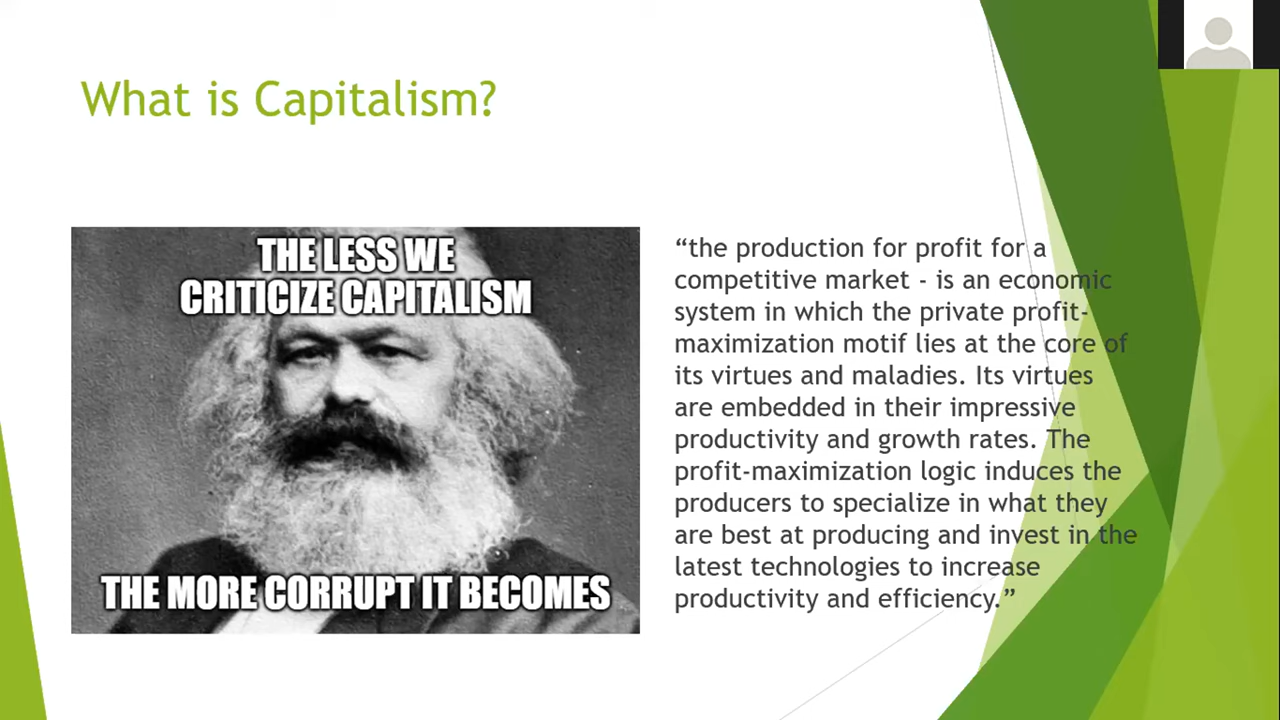 What is Capitalism?
THE LESS WE
CRITICIZE CAPITALISM
THE MORE CORRUPT IT BECOMES
“the production for profit for a
competitive market - is an economic
system in which the private profit-
maximization motif lies at the core of
its virtues and maladies. Its virtues
are embedded in their impressive
productivity and growth rates. The
profit-maximization logic induces the
producers to specialize in what they
are best at producing and invest in the
latest technologies to increase
productivity and efficiency.”